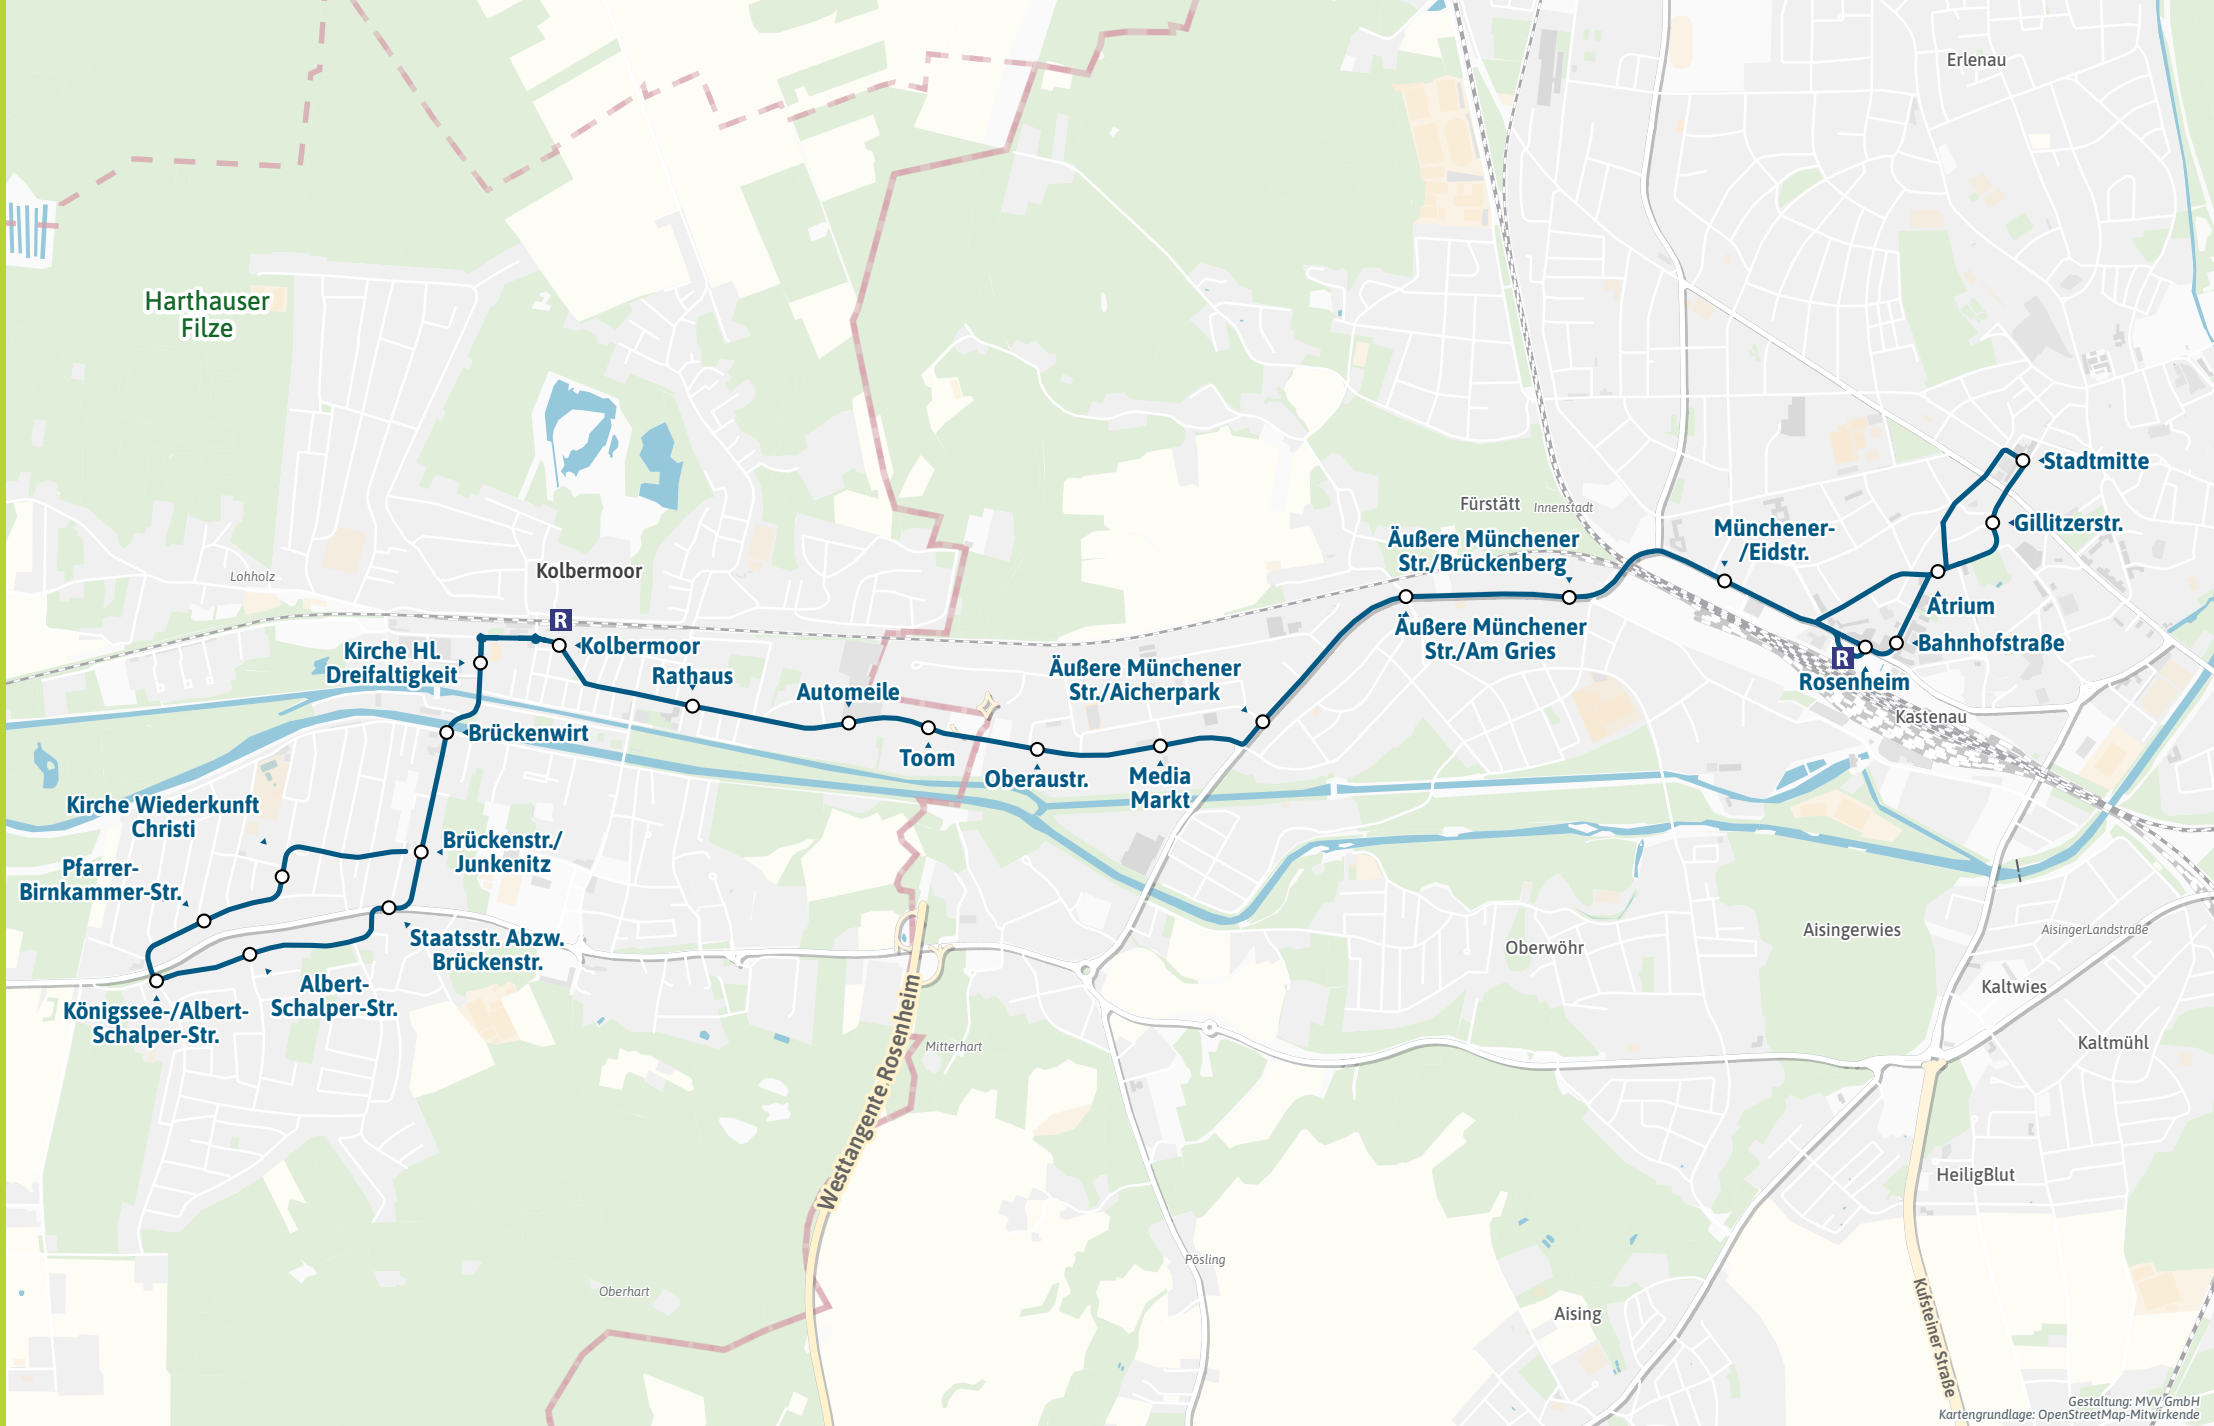 Erlenau
Harthauser
Filze
Stadtmitte
Fürstätt
Innenstadt
Gillitzerstr.
Münchener-
/Eidstr.
Äußere Münchener
Str./Brückenberg
Kolbermoor
Lohholz
R
Atrium
Kolbermoor
Kirche Hl.
Dreifaltigkeit
Äußere Münchener
Str./Am Gries
Bahnhofstraße
R
Rosenheim
Rathaus
Automeile
Äußere Münchener
Str./Aicherpark
Kastenau
Brückenwirt
Toom
Oberaustr.
Media
Markt
Kirche Wiederkunft
Christi
Brückenstr./
Junkenitz
Pfarrer-
Birnkammer-Str.
Staatsstr. Abzw.
Brückenstr.
Albert-
Schalper-Str.
Königssee-/Albert-
Schalper-Str.
Oberwöhr
Aisingerwies
AisingerLandstraße
Kaltwies
Kaltmühl
Mitterhart
Westtangente Rosenheim
HeiligBlut
Pösling
Oberhart
Aising
Kufsteiner Straße
Gestaltung: MVV GmbH
Kartengrundlage: OpenStreetMap-Mitwirkende